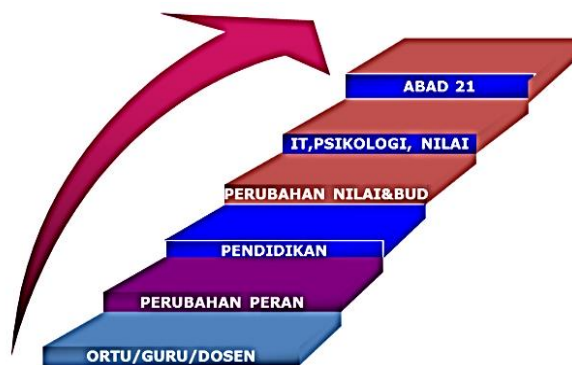 ABAD 21
IT,PSIKOLOGI, NILAI
PERUBAHAN NILAI&BUD
PENDIDIKAN
PERUBAHAN PERAN
ORTU/GURU/DOSEN